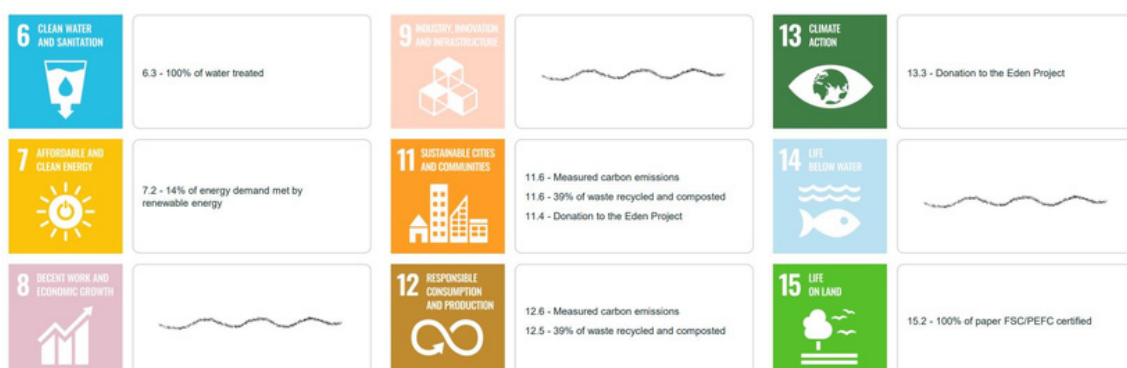 6 CLEAN WATER
AND SANITATION
6.3 - 100% of water treated
9 INDUSTRY, INNOVATION
AND INFRASTRUCTURE
13 CLIMATE
ACTION
13.3 - Donation to the Eden Project
7 AFFORDABLE AND
CLEAN ENERGY
7.2 - 14% of energy demand met by
renewable energy
11 SUSTAINABLE CITIES
AND COMMUNITIES
11.6 - Measured carbon emissions
11.6 - 39% of waste recycled and composted
11.4 - Donation to the Eden Project
14 LIFE
BELOW WATER
8 DECENT WORK AND
ECONOMIC GROWTH
12 RESPONSIBLE
CONSUMPTION
AND PRODUCTION
12.6 - Measured carbon emissions
12.5 - 39% of waste recycled and composted
15 LIFE
ON LAND
15.2 - 100% of paper FSC/PEFC certified